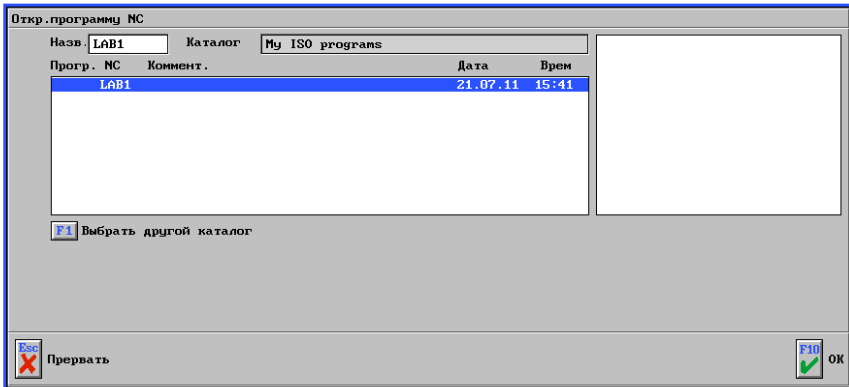 Откр.программу NC
Назв. LAB1 Каталог My ISO programs
Прогр. NC Коммент. Дата Врем
LAB1 21.07.11 15:41
F1 Выбрать другой каталог
Esc Прервать F10 ОК